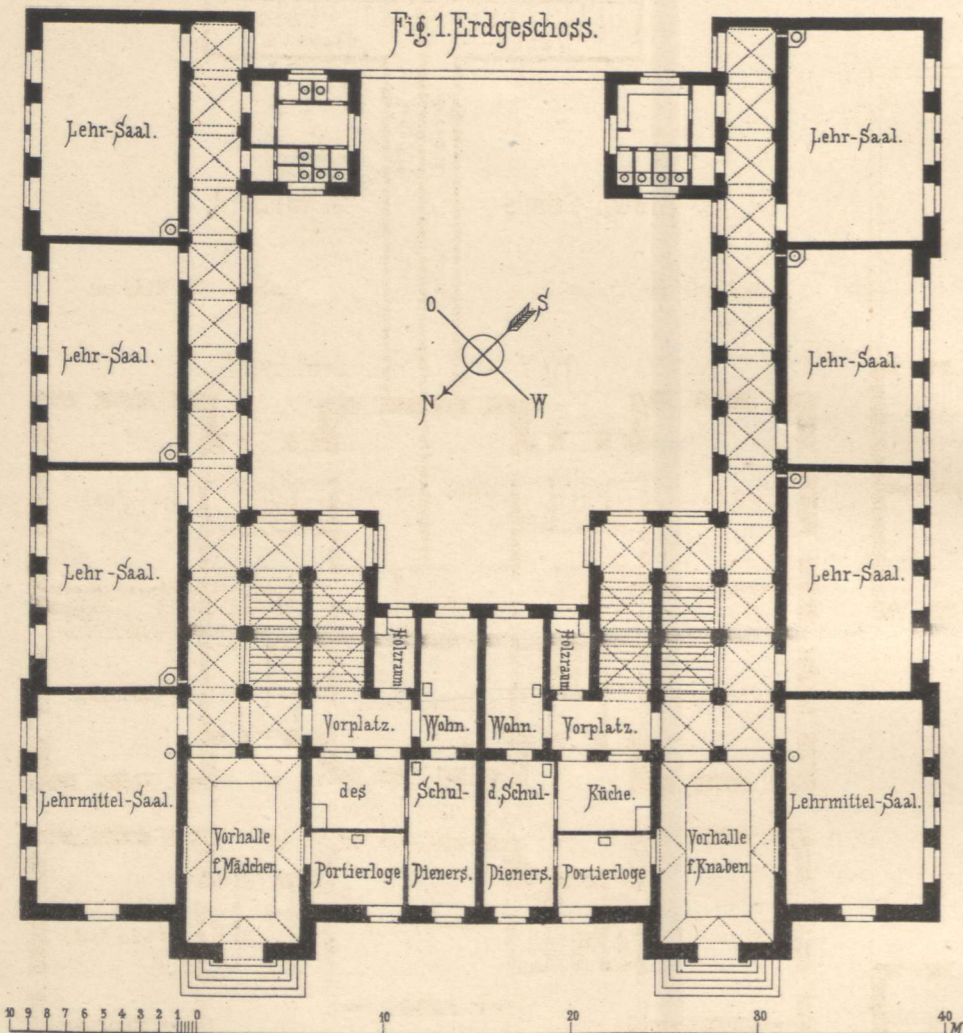 Fig. 1. Erdgeschoss.
Lehr-Saal.
Lehr-Saal.
O
S
N
W
Lehr-Saal.
Lehr-Saal.
Lehr-Saal.
Lehr-Saal.
Holzraum
Holzraum
Vorplatz.
Wohn.
Wohn.
Vorplatz.
Lehrmittel-Saal.
Vorhalle
f. Mädchen.
des
Portierloge
Schul-
Dieners.
d. Schul-
Dieners.
Küche.
Portierloge
Vorhalle
f. Knaben
Lehrmittel-Saal.
10 9 8 7 6 5 4 3 2 1 0 10 20 30 40 M